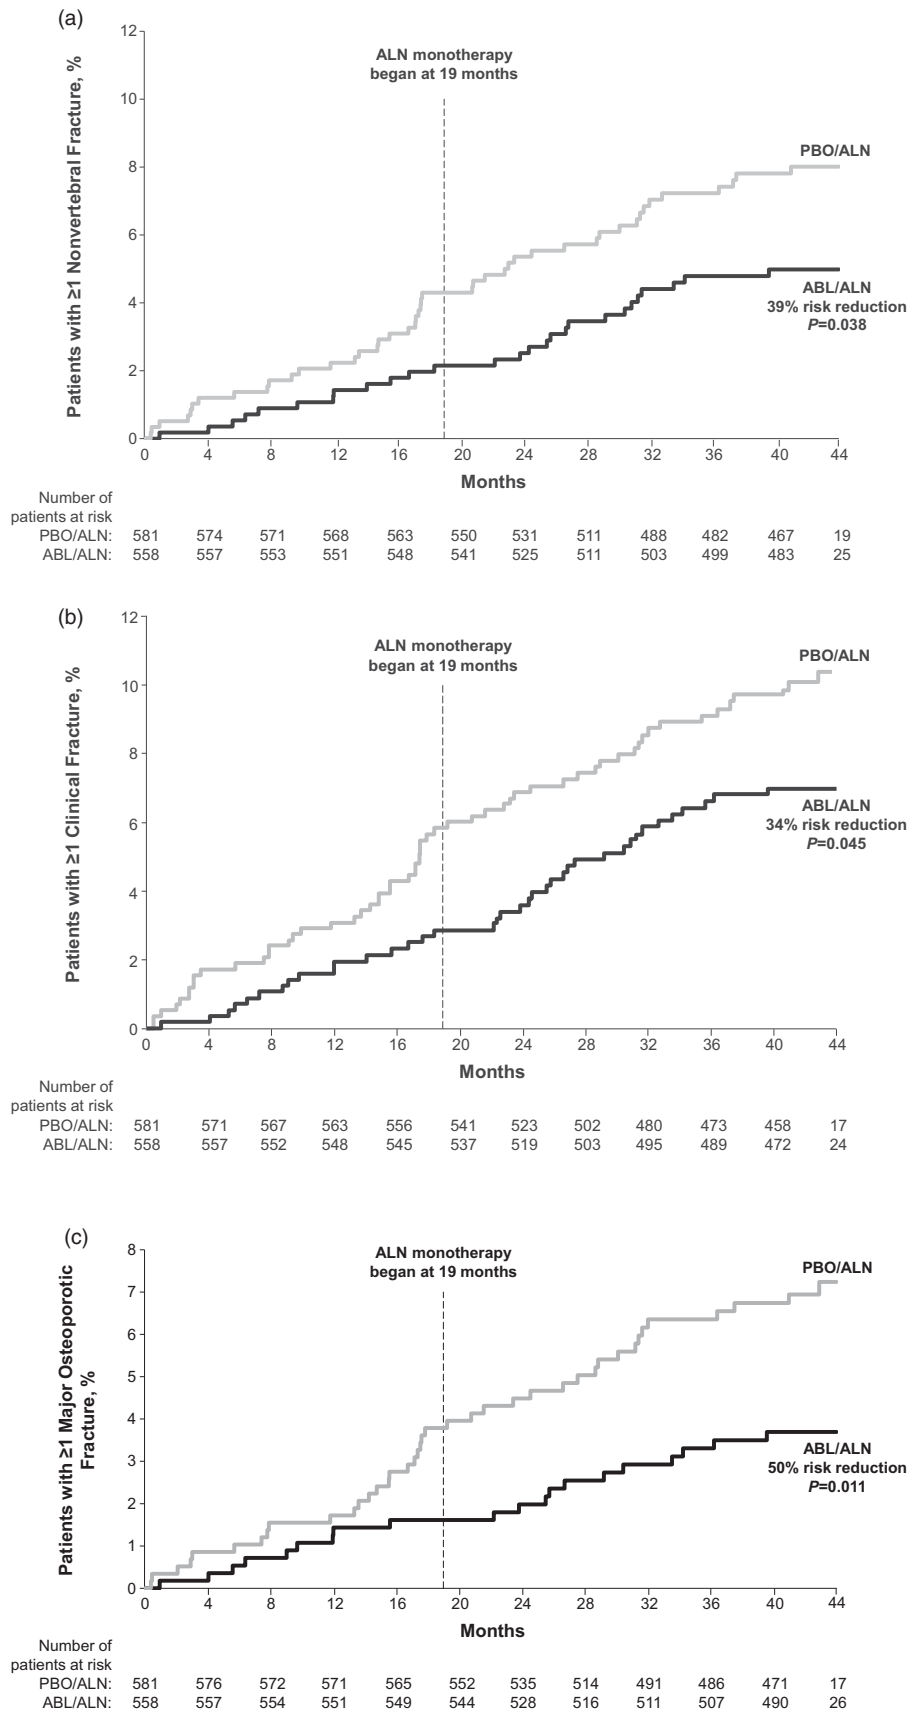 (a)
12
10
8
6
4
2
0
Patients with ≥1 Nonvertebral Fracture, %
ALN monotherapy
began at 19 months
PBO/ALN
ABL/ALN
39% risk reduction
P=0.038
0 4 8 12 16 20 24 28 32 36 40 44
Months
Number of
patients at risk
PBO/ALN: 581 574 571 568 563 550 531 511 488 482 467 19
ABL/ALN: 558 557 553 551 548 541 525 511 503 499 483 25
(b)
12
10
8
6
4
2
0
Patients with ≥1 Clinical Fracture, %
ALN monotherapy
began at 19 months
PBO/ALN
ABL/ALN
34% risk reduction
P=0.045
0 4 8 12 16 20 24 28 32 36 40 44
Months
Number of
patients at risk
PBO/ALN: 581 571 567 563 556 541 523 502 480 473 458 17
ABL/ALN: 558 557 552 548 545 537 519 503 495 489 472 24
(c)
8
7
6
5
4
3
2
1
0
Patients with ≥1 Major Osteoporotic
Fracture, %
ALN monotherapy
began at 19 months
PBO/ALN
ABL/ALN
50% risk reduction
P=0.011
0 4 8 12 16 20 24 28 32 36 40 44
Months
Number of
patients at risk
PBO/ALN: 581 576 572 571 565 552 535 514 491 486 471 17
ABL/ALN: 558 557 554 551 549 544 528 516 511 507 490 26